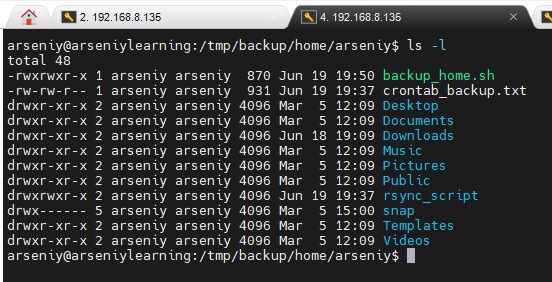 2. 192.168.8.135
4. 192.168.8.135
arseniy@arseniylearning:/tmp/backup/home/arseniy$ ls -l
total 48
-rwxrwxr-x 1 arseniy arseniy  870 Jun 19 19:50 backup_home.sh
-rw-rw-r-- 1 arseniy arseniy  931 Jun 19 19:37 crontab_backup.txt
drwxr-xr-x 2 arseniy arseniy 4096 Mar  5 12:09 Desktop
drwxr-xr-x 2 arseniy arseniy 4096 Mar  5 12:09 Documents
drwxr-xr-x 2 arseniy arseniy 4096 Jun 18 19:09 Downloads
drwxr-xr-x 2 arseniy arseniy 4096 Mar  5 12:09 Music
drwxr-xr-x 2 arseniy arseniy 4096 Mar  5 12:09 Pictures
drwxr-xr-x 2 arseniy arseniy 4096 Mar  5 12:09 Public
drwxrwxr-x 2 arseniy arseniy 4096 Jun 19 19:37 rsync_script
drwx------ 5 arseniy arseniy 4096 Mar  5 15:00 snap
drwxr-xr-x 2 arseniy arseniy 4096 Mar  5 12:09 Templates
drwxr-xr-x 2 arseniy arseniy 4096 Mar  5 12:09 Videos
arseniy@arseniylearning:/tmp/backup/home/arseniy$